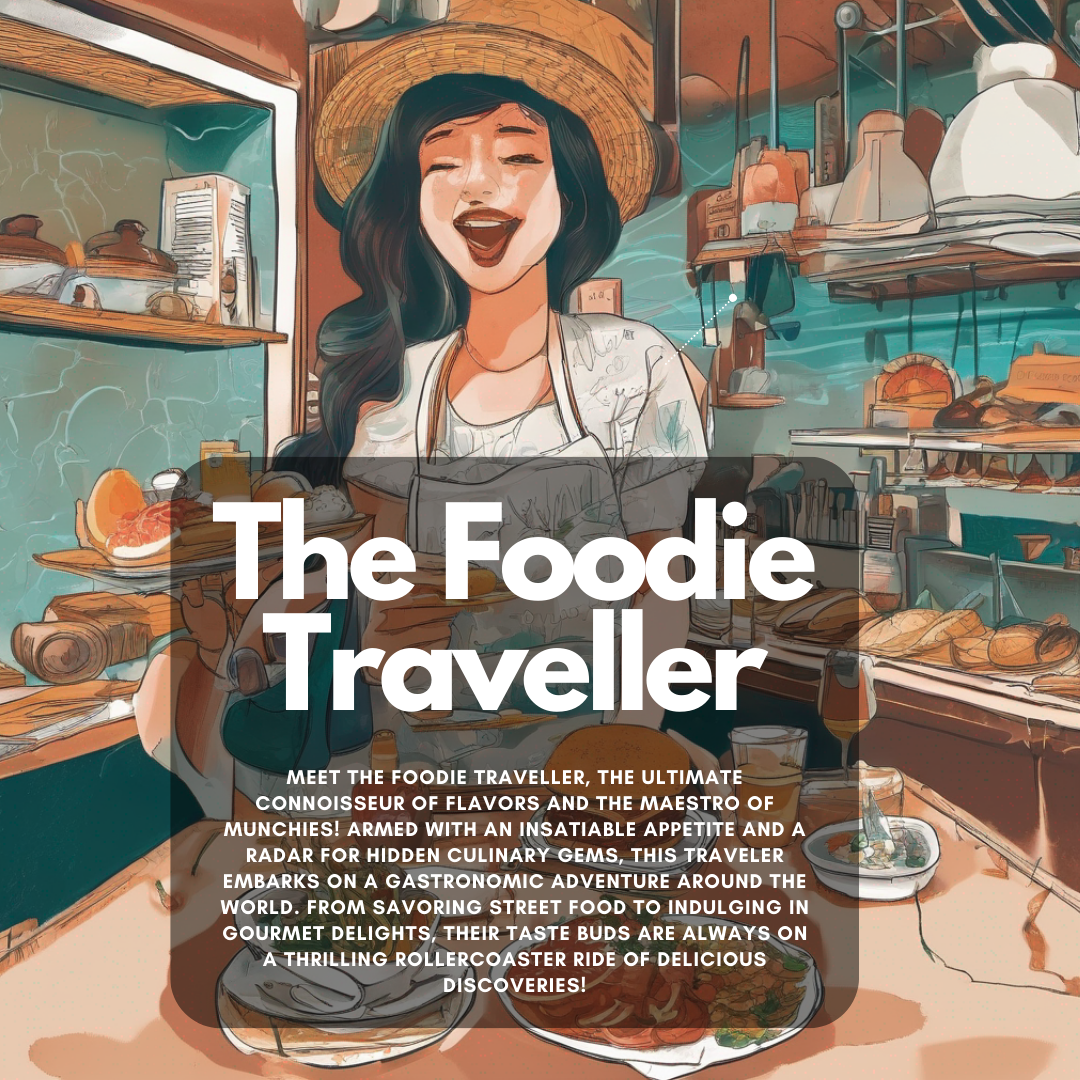 The Foodie
Traveller
MEET THE FOODIE TRAVELLER, THE ULTIMATE
CONNOISSEUR OF FLAVORS AND THE MAESTRO OF
MUNCHIES! ARMED WITH AN INSATIABLE APPETITE AND A
RADAR FOR HIDDEN CULINARY GEMS, THIS TRAVELER
EMBARKS ON A GASTRONOMIC ADVENTURE AROUND THE
WORLD. FROM SAVORING STREET FOOD TO INDULGING IN
GOURMET DELIGHTS, THEIR TASTE BUDS ARE ALWAYS ON
A THRILLING ROLLERCOASTER RIDE OF DELICIOUS
DISCOVERIES!